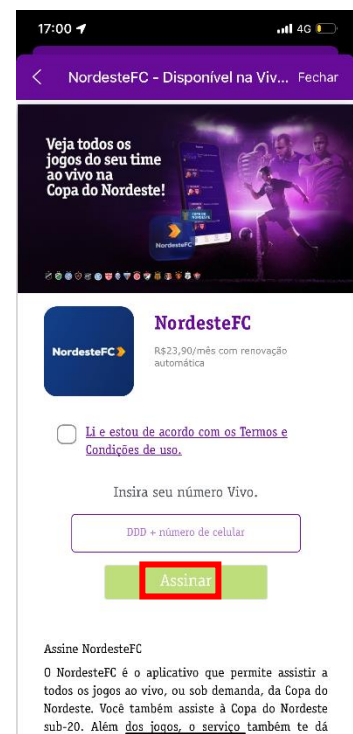 17:00
4G
NordesteFC - Disponível na Viv... Fechar
Veja todos os
jogos do seu time
ao vivo na
Copa do Nordeste!
NordesteFC
NordesteFC
NordesteFC
R$23,90/mês com renovação
automática
Li e estou de acordo com os Termos e
Condições de uso.
Insira seu número Vivo.
DDD + número de celular
Assinar
Assine NordesteFC
O NordesteFC é o aplicativo que permite assistir a
todos os jogos ao vivo, ou sob demanda, da Copa do
Nordeste. Você também assiste à Copa do Nordeste
sub-20. Além dos jogos, o serviço também te dá